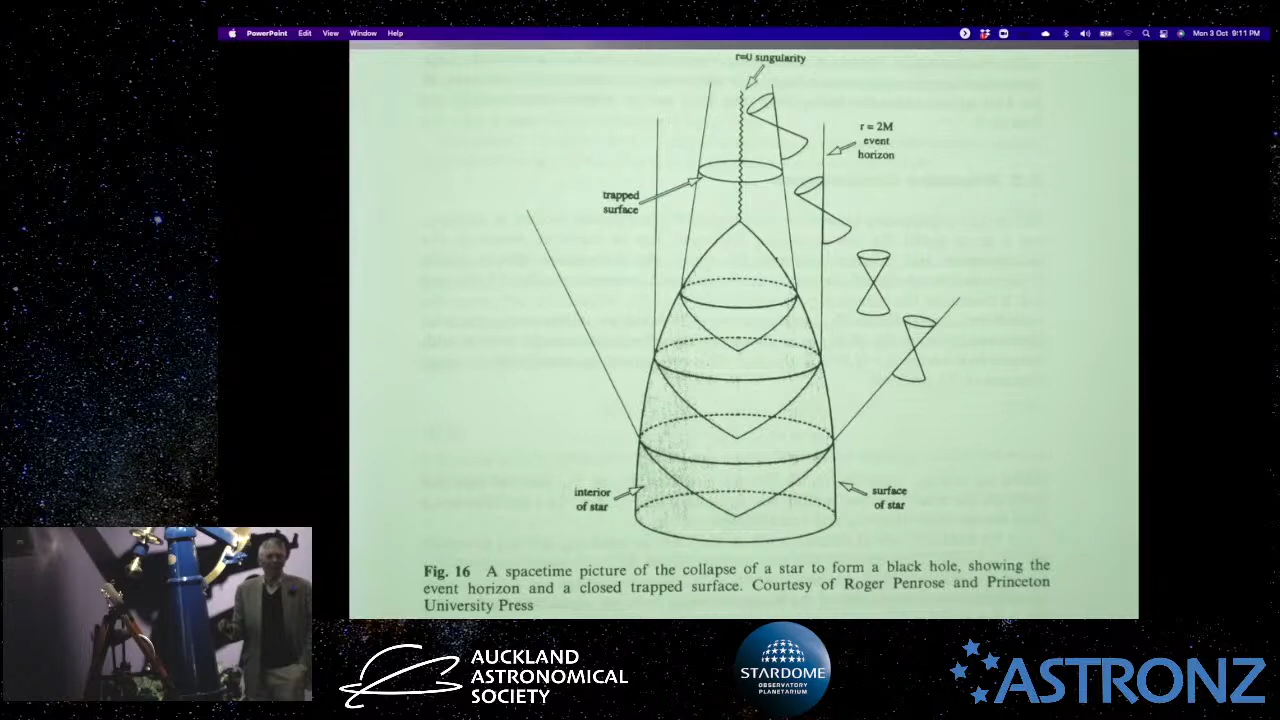 PowerPoint Edit View Window Help
Mon 3 Oct 9:11 PM
r=0 singularity
r = 2M
event
horizon
trapped
surface
interior
of star
surface
of star
Fig. 16 A spacetime picture of the collapse of a star to form a black hole, showing the
event horizon and a closed trapped surface. Courtesy of Roger Penrose and Princeton
University Press
AUCKLAND
ASTRONOMICAL
SOCIETY
STARDOME
OBSERVATORY
PLANETARIUM
ASTRONZ